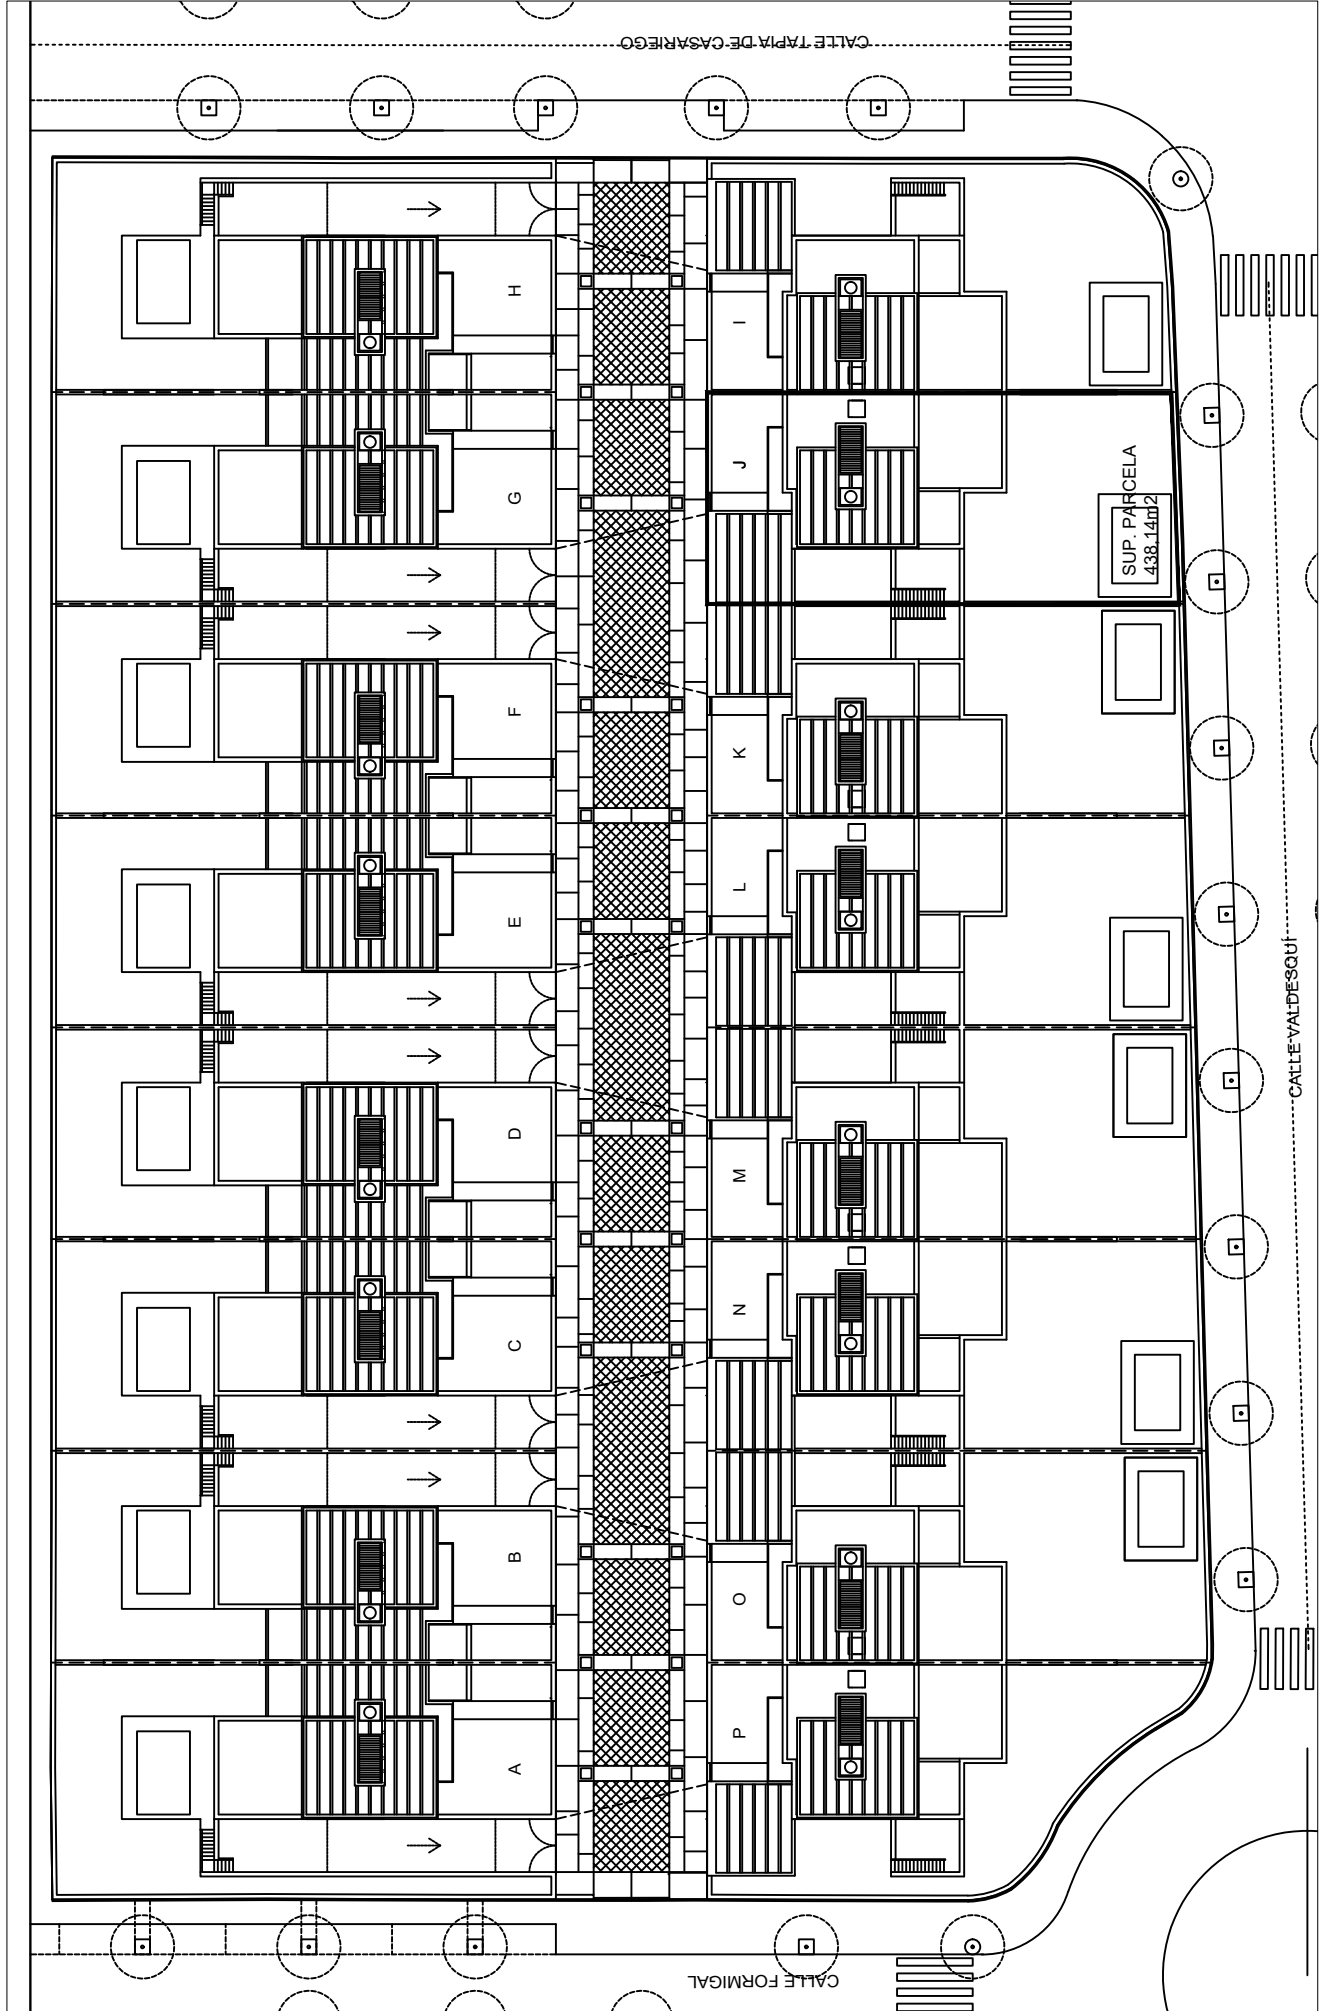 CALLE TAPIA DE CASARIEGO
H
I
G
J
SUP. PARCELA
438,14m2
F
K
E
L
CALLE VALDESQUI
D
M
C
N
B
O
A
P
CALLE FORMIGAL